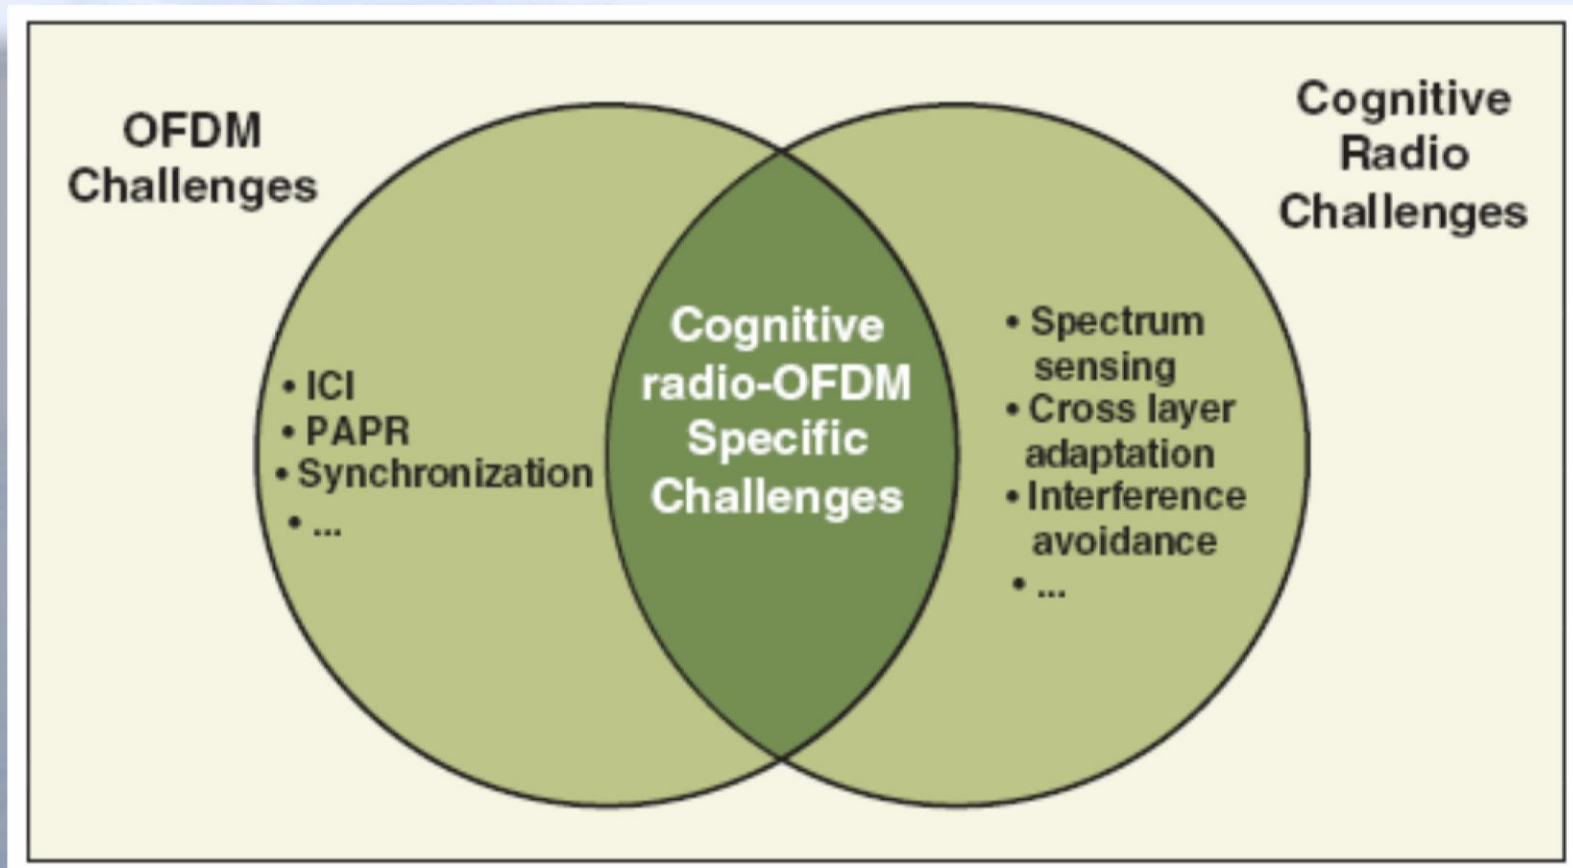 OFDM
Challenges
Cognitive
Radio
Challenges
• ICI
• PAPR
• Synchronization
• ...
Cognitive
radio-OFDM
Specific
Challenges
• Spectrum
sensing
• Cross layer
adaptation
• Interference
avoidance
• ...